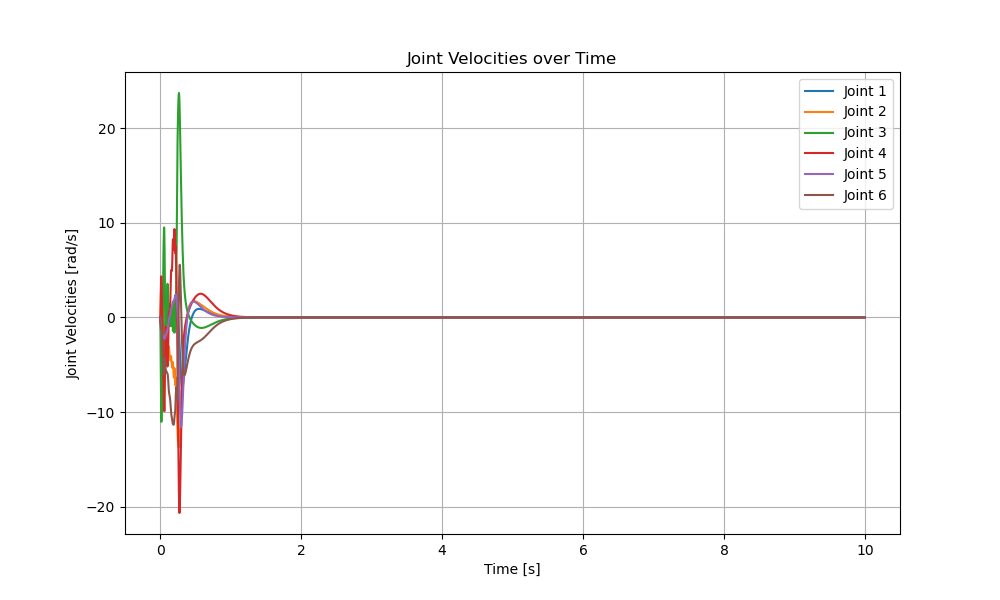 Joint Velocities over Time
Joint Velocities [rad/s]
20
10
0
−10
−20
0 2 4 6 8 10
Time [s]
Joint 1
Joint 2
Joint 3
Joint 4
Joint 5
Joint 6